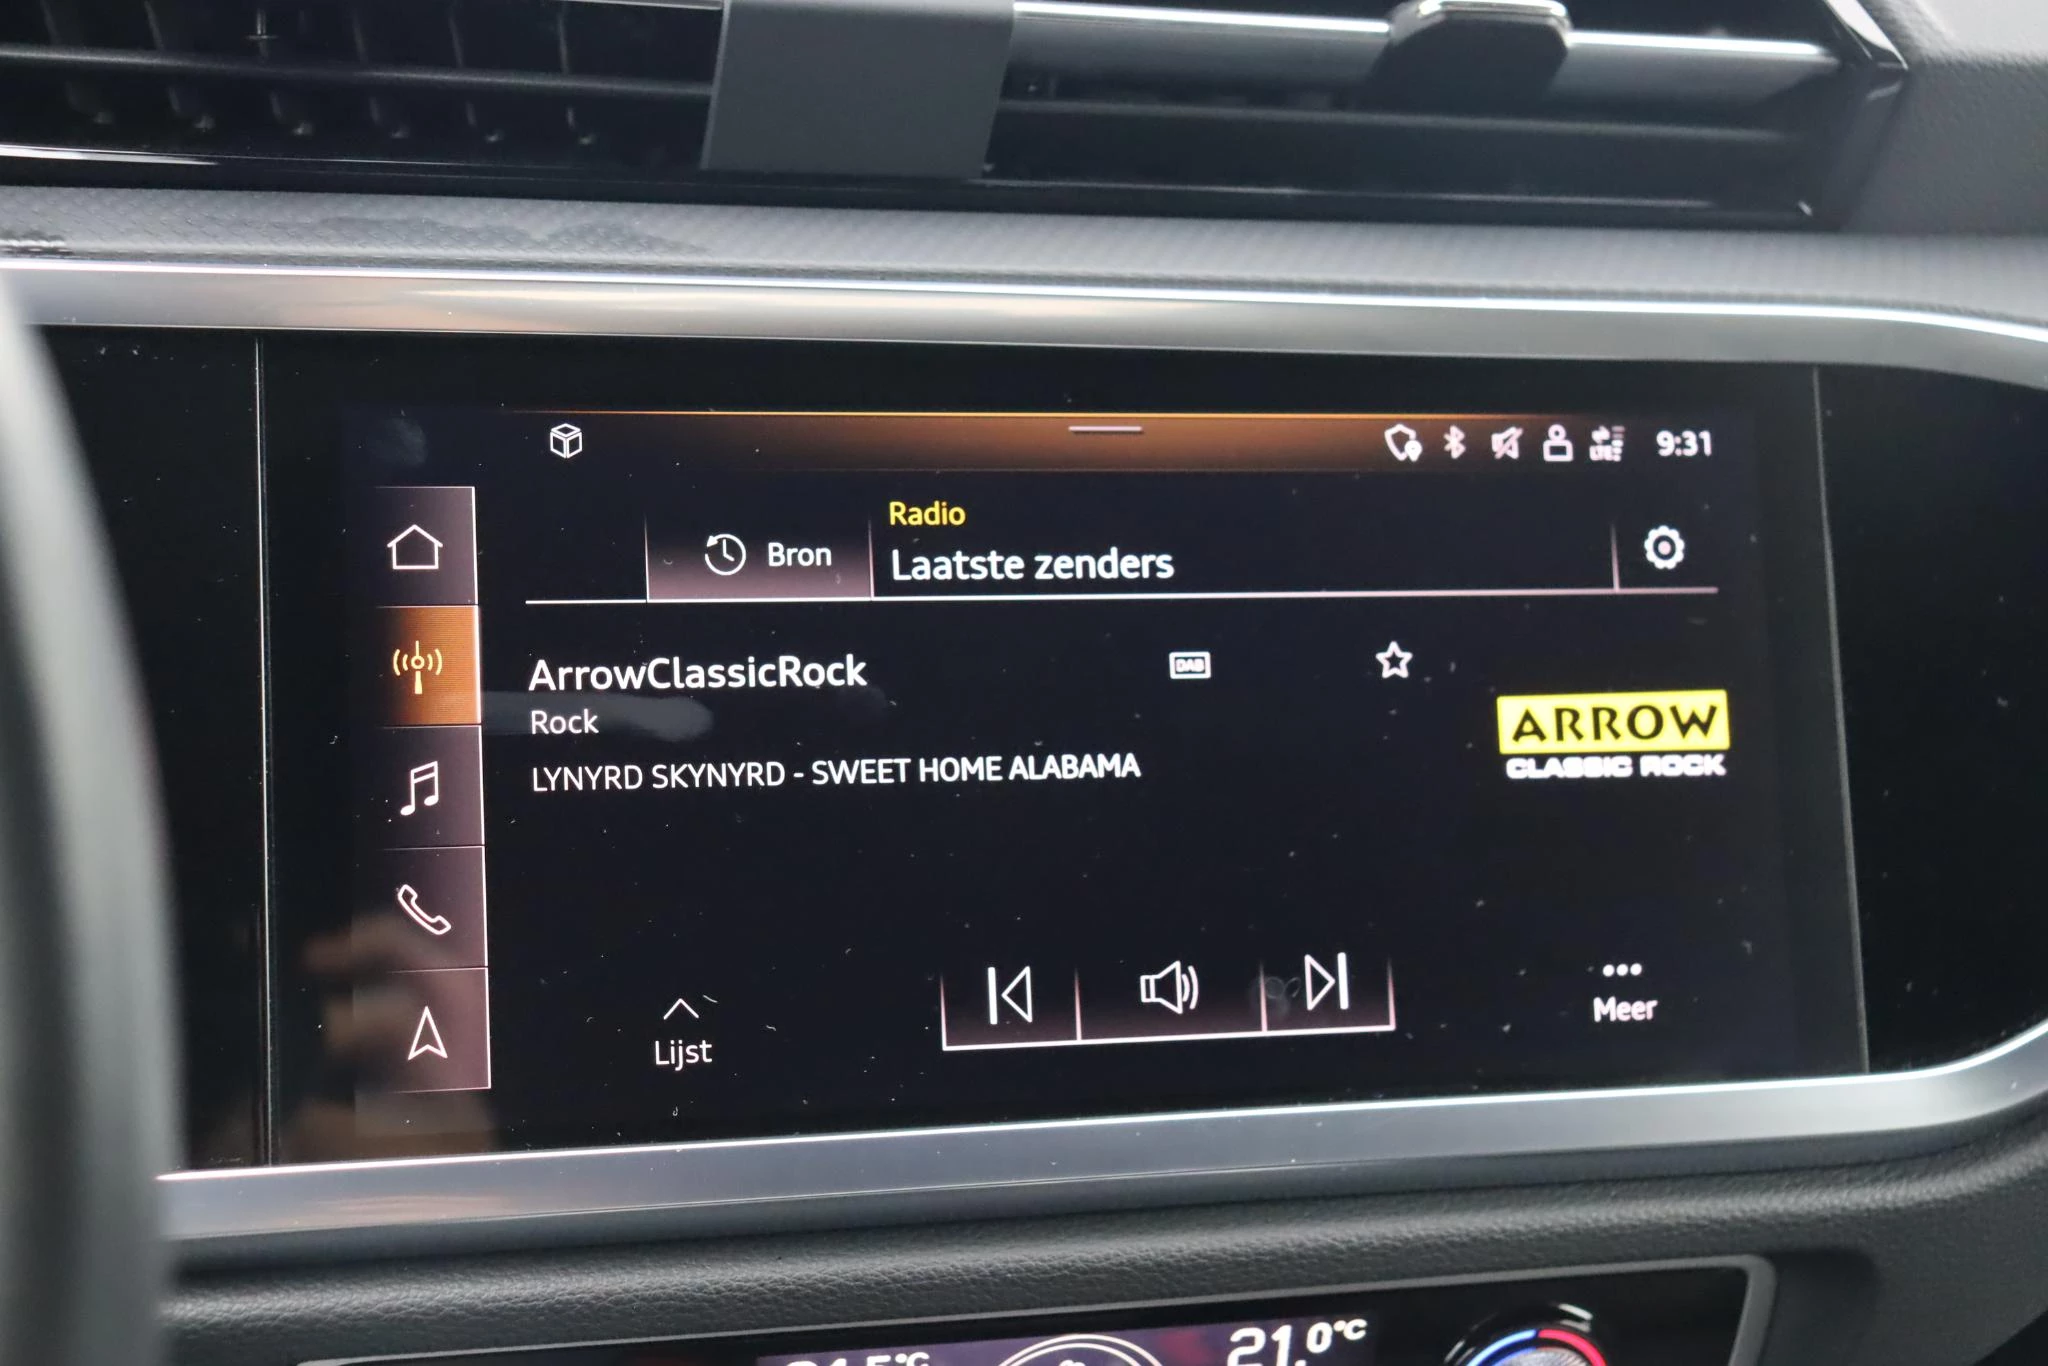 9:31
Radio
Bron
Laatste zenders
ArrowClassicRock
DAB
Rock
LYNYRD SKYNYRD - SWEET HOME ALABAMA
ARROW
CLASSIC ROCK
Lijst
Meer
21.0°C